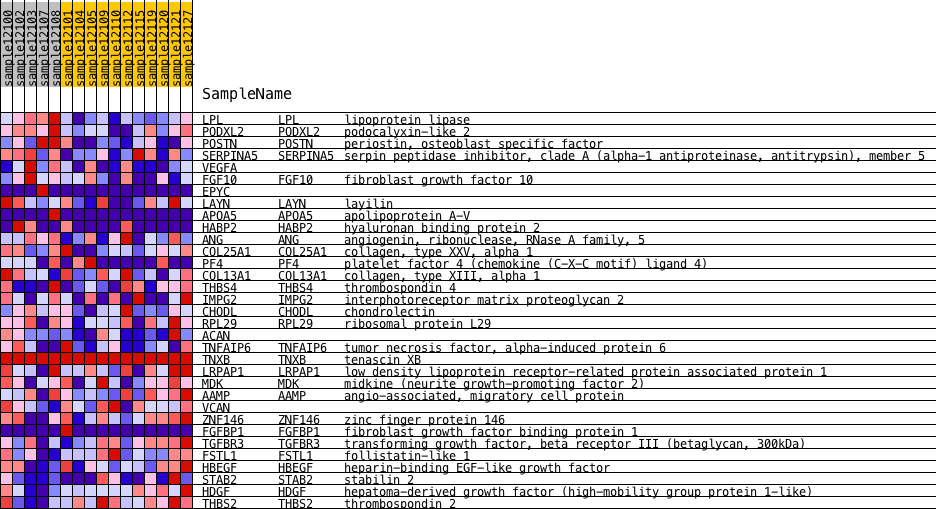 sample12100
sample12102
sample12103
sample12107
sample12108
sample12101
sample12104
sample12105
sample12109
sample12110
sample12112
sample12115
sample12119
sample12120
sample12121
sample12127
SampleName
LPL LPL lipoprotein lipase
PODXL2 PODXL2 podocalyxin-like 2
POSTN POSTN periostin, osteoblast specific factor
SERPINA5 SERPINA5 serpin peptidase inhibitor, clade A (alpha-1 antiproteinase, antitrypsin), member 5
VEGFA
FGF10 FGF10 fibroblast growth factor 10
EPYC
LAYN LAYN layilin
APOA5 APOA5 apolipoprotein A-V
HABP2 HABP2 hyaluronan binding protein 2
ANG ANG angiogenin, ribonuclease, RNase A family, 5
COL25A1 COL25A1 collagen, type XXV, alpha 1
PF4 PF4 platelet factor 4 (chemokine (C-X-C motif) ligand 4)
COL13A1 COL13A1 collagen, type XIII, alpha 1
THBS4 THBS4 thrombospondin 4
IMPG2 IMPG2 interphotoreceptor matrix proteoglycan 2
CHODL CHODL chondrolectin
RPL29 RPL29 ribosomal protein L29
ACAN
TNFAIP6 TNFAIP6 tumor necrosis factor, alpha-induced protein 6
TNXB TNXB tenascin XB
LRPAP1 LRPAP1 low density lipoprotein receptor-related protein associated protein 1
MDK MDK midkine (neurite growth-promoting factor 2)
AAMP AAMP angio-associated, migratory cell protein
VCAN
ZNF146 ZNF146 zinc finger protein 146
FGFBP1 FGFBP1 fibroblast growth factor binding protein 1
TGFBR3 TGFBR3 transforming growth factor, beta receptor III (betaglycan, 300kDa)
FSTL1 FSTL1 follistatin-like 1
HBEGF HBEGF heparin-binding EGF-like growth factor
STAB2 STAB2 stabilin 2
HDGF HDGF hepatoma-derived growth factor (high-mobility group protein 1-like)
THBS2 THBS2 thrombospondin 2